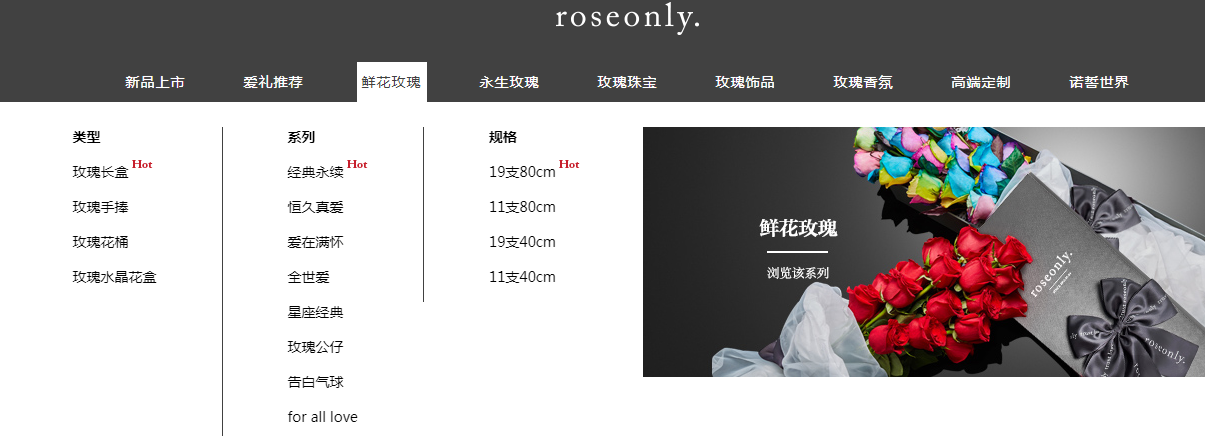 roseonly.
新品上市 爱礼推荐 鲜花玫瑰 永生玫瑰 玫瑰珠宝 玫瑰饰品 玫瑰香氛 高端定制 诺誓世界
类型
玫瑰长盒 Hot
玫瑰手捧
玫瑰花桶
玫瑰水晶花盒
系列
经典永续 Hot
恒久真爱
爱在满怀
全世爱
星座经典
玫瑰公仔
告白气球
for all love
规格
19支80cm Hot
11支80cm
19支40cm
11支40cm
鲜花玫瑰
浏览该系列
roseonly.
roseonly.